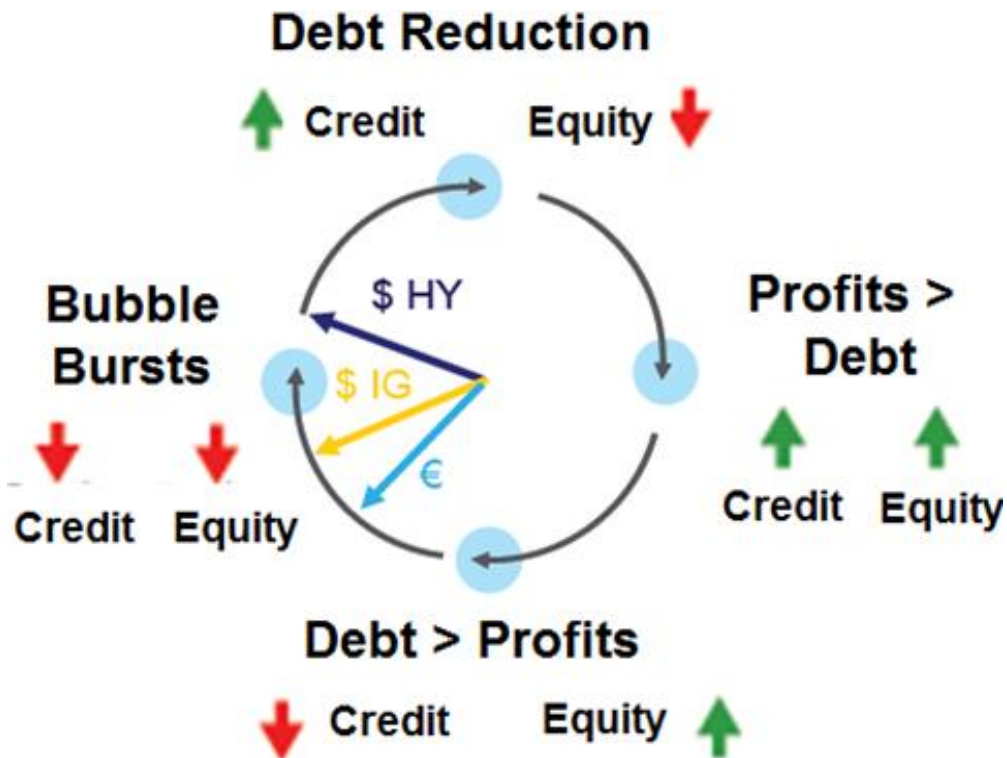 Debt Reduction
Credit Equity
$ HY
Bubble
Bursts
$ IG
€
Profits >
Debt
Credit Equity
Credit Equity
Debt > Profits
Credit Equity